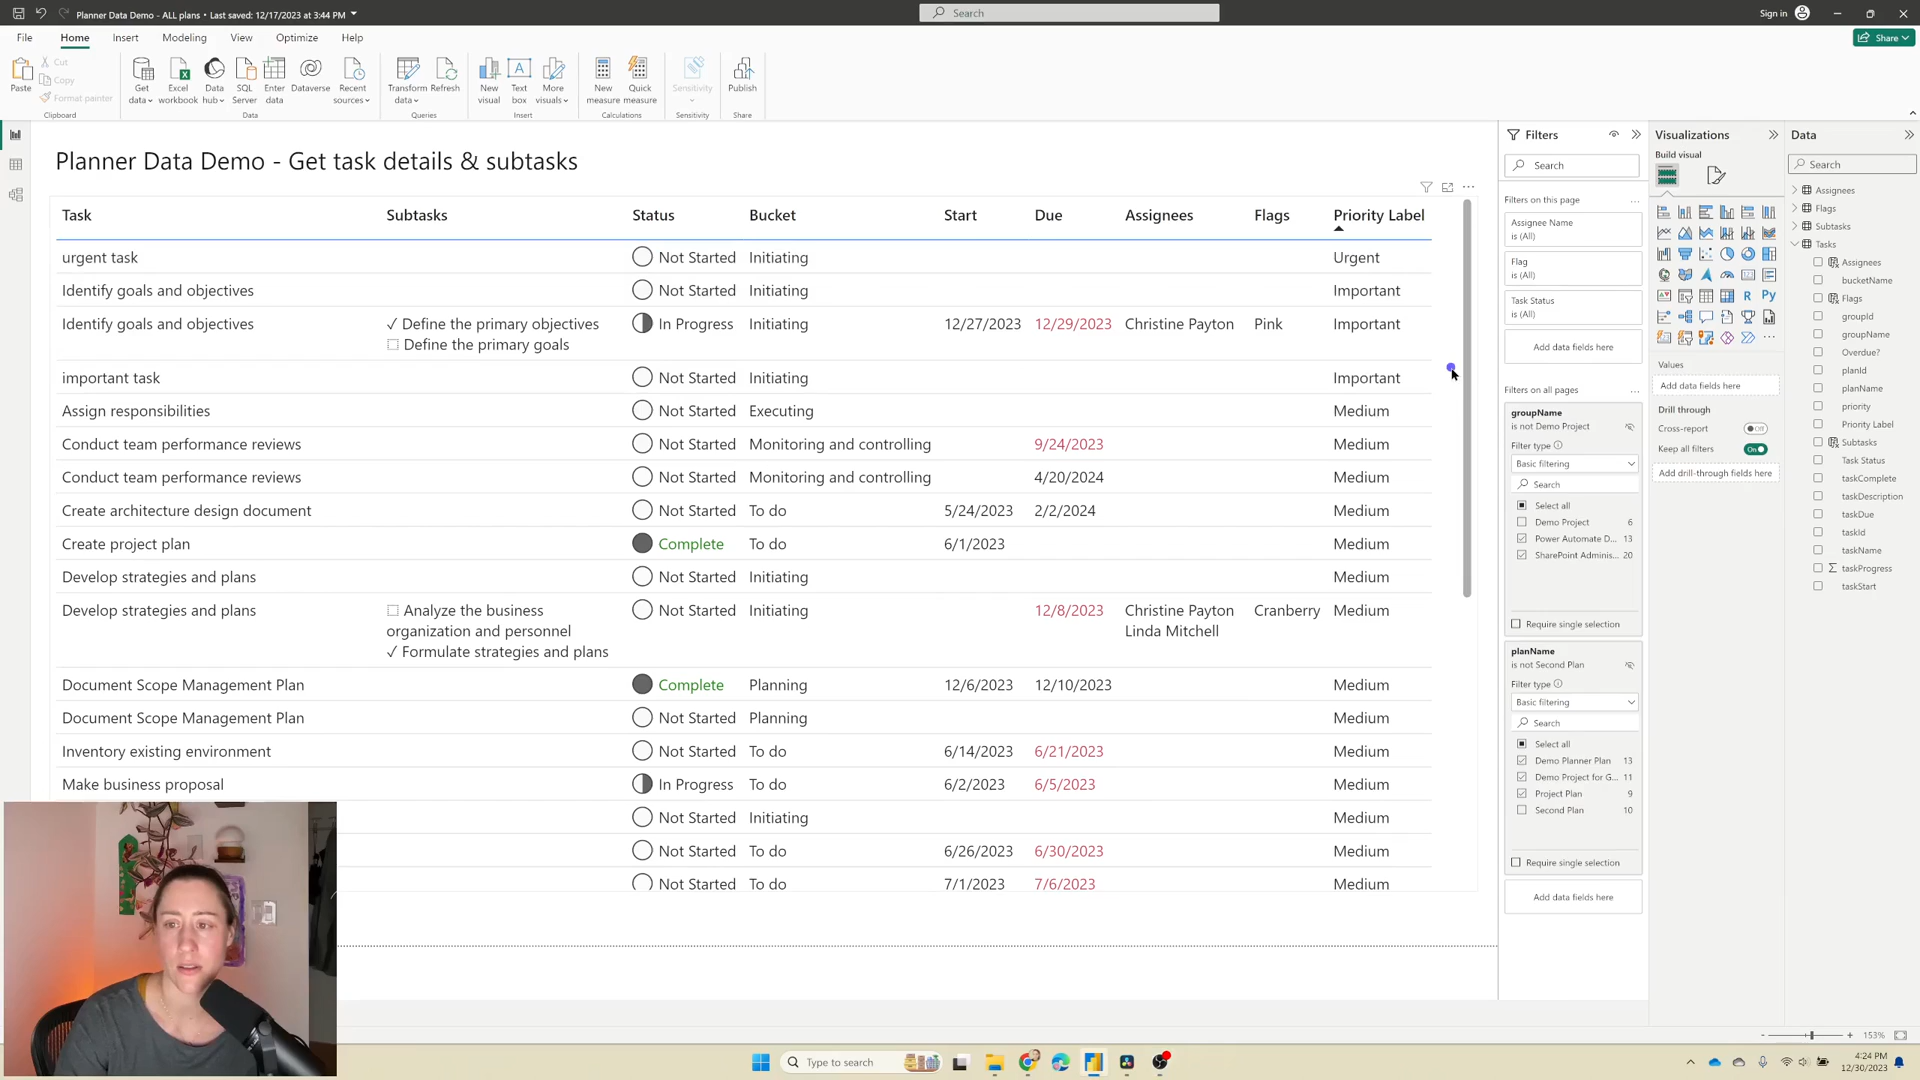 Planner Data Demo - ALL plans • Last saved: 12/17/2023 at 3:44 PM
Search
Sign in
File Home Insert Modeling View Optimize Help
Share
Paste
Cut
Copy
Format painter
Get data
Excel workbook
Data hub
SQL Server
Enter data
Dataverse
Recent sources
Transform data
Refresh
New visual
Text box
More visuals
New measure
Quick measure
Sensitivity
Publish
Clipboard Data Queries Insert Calculations Sensitivity Share
Planner Data Demo - Get task details & subtasks
Task Subtasks Status Bucket Start Due Assignees Flags Priority Label
urgent task Not Started Initiating Urgent
Identify goals and objectives Not Started Initiating Important
Identify goals and objectives ✓ Define the primary objectives In Progress Initiating 12/27/2023 12/29/2023 Christine Payton Pink Important
Define the primary goals
important task Not Started Initiating Important
Assign responsibilities Not Started Executing Medium
Conduct team performance reviews Not Started Monitoring and controlling 9/24/2023 Medium
Conduct team performance reviews Not Started Monitoring and controlling 4/20/2024 Medium
Create architecture design document Not Started To do 5/24/2023 2/2/2024 Medium
Create project plan Complete To do 6/1/2023 Medium
Develop strategies and plans Not Started Initiating Medium
Develop strategies and plans Analyze the business Not Started Initiating 12/8/2023 Christine Payton Cranberry Medium
organization and personnel Linda Mitchell
✓ Formulate strategies and plans
Document Scope Management Plan Complete Planning 12/6/2023 12/10/2023 Medium
Document Scope Management Plan Not Started Planning Medium
Inventory existing environment Not Started To do 6/14/2023 6/21/2023 Medium
Make business proposal In Progress To do 6/2/2023 6/5/2023 Medium
Not Started Initiating Medium
Not Started To do 6/26/2023 6/30/2023 Medium
Not Started To do 7/1/2023 7/6/2023 Medium
Filters
Search
Filters on this page ...
Assignee Name
is (All)
Flag
is (All)
Task Status
is (All)
Add data fields here
Filters on all pages ...
groupName
is not Demo Project
Filter type
Basic filtering
Search
Select all
Demo Project 6
Power Automate D... 13
SharePoint Adminis... 20
Require single selection
planName
is not Second Plan
Filter type
Basic filtering
Search
Select all
Demo Planner Plan 13
Demo Project for G... 11
Project Plan 9
Second Plan 10
Require single selection
Add data fields here
Visualizations
Build visual
R Py
Values
Add data fields here
Drill through
Cross-report Off
Keep all filters On
Add drill-through fields here
Data
Search
Assignees
Flags
Subtasks
Tasks
Assignees
bucketName
Flags
groupId
groupName
Overdue?
planId
planName
priority
Priority Label
Subtasks
Task Status
taskComplete
taskDescription
taskDue
taskId
taskName
taskProgress
taskStart
153%
Type to search
4:24 PM
12/30/2023